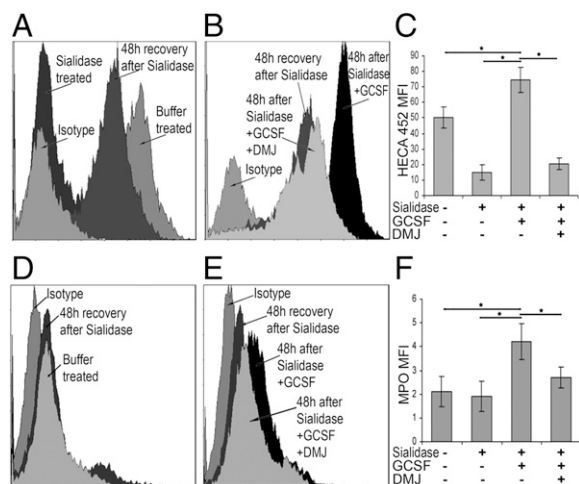 A
Sialidase
treated
48h recovery
after Sialidase
Isotype
Buffer
treated
B
48h recovery
after Sialidase
48h after
Sialidase
+GCSF
48h after
Sialidase
+GCSF
+DMJ
Isotype
C
HECA 452 MFI
90
80
70
60
50
40
30
20
10
0
* * *
Sialidase - + + +
GCSF - - + +
DMJ - - - +
D
Isotype
48h recovery
after Sialidase
Buffer
treated
E
Isotype
48h recovery
after Sialidase
48h after
Sialidase
+GCSF
48h after
Sialidase
+GCSF
+DMJ
F
MPO MFI
6
5
4
3
2
1
0
* * *
Sialidase - + + +
GCSF - - + +
DMJ - - - +